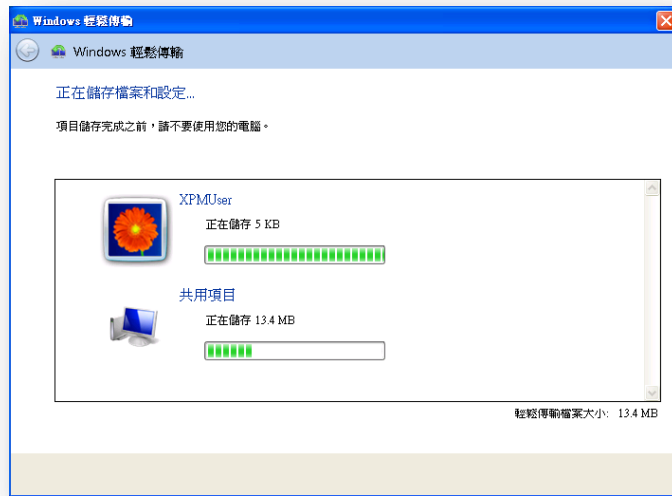 Windows 輕鬆傳輸
Windows 輕鬆傳輸
正在儲存檔案和設定...
項目儲存完成之前，請不要使用您的電腦。
XPMUser
正在儲存 5 KB
共用項目
正在儲存 13.4 MB
輕鬆傳輸檔案大小: 13.4 MB